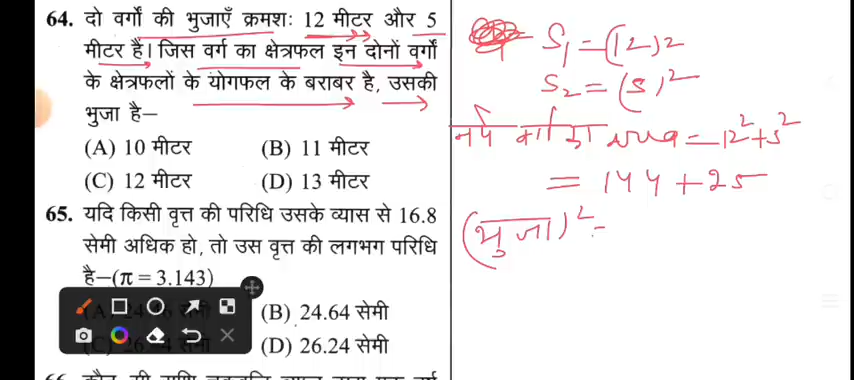 64. दो वर्गों की भुजाएँ क्रमशः 12 मीटर और 5
मीटर हैं। जिस वर्ग का क्षेत्रफल इन दोनों वर्गों
के क्षेत्रफलों के योगफल के बराबर है, उसकी
भुजा है–
(A) 10 मीटर (B) 11 मीटर
(C) 12 मीटर (D) 13 मीटर
65. यदि किसी वृत्त की परिधि उसके व्यास से 16.8
सेमी अधिक हो, तो उस वृत्त की लगभग परिधि
है–(π = 3.143)
(B) 24.64 सेमी
(D) 26.24 सेमी
S₁ = (12)2
S₂ = (5)²
= 12² + 5²
= 144 + 25
(भुजा)² =